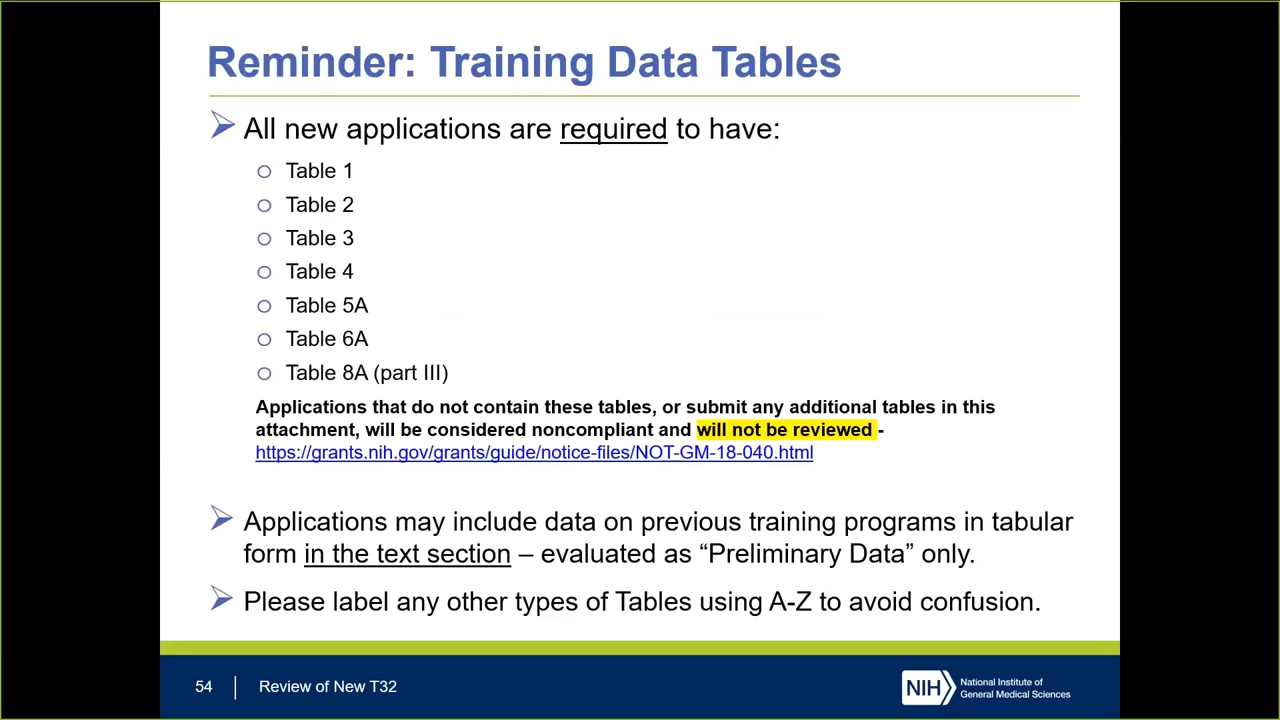 Reminder: Training Data Tables
All new applications are required to have:
Table 1
Table 2
Table 3
Table 4
Table 5A
Table 6A
Table 8A (part III)
Applications that do not contain these tables, or submit any additional tables in this
attachment, will be considered noncompliant and will not be reviewed -
https://grants.nih.gov/grants/guide/notice-files/NOT-GM-18-040.html
Applications may include data on previous training programs in tabular
form in the text section – evaluated as “Preliminary Data” only.
Please label any other types of Tables using A-Z to avoid confusion.
54
Review of New T32
NIH
National Institute of
General Medical Sciences